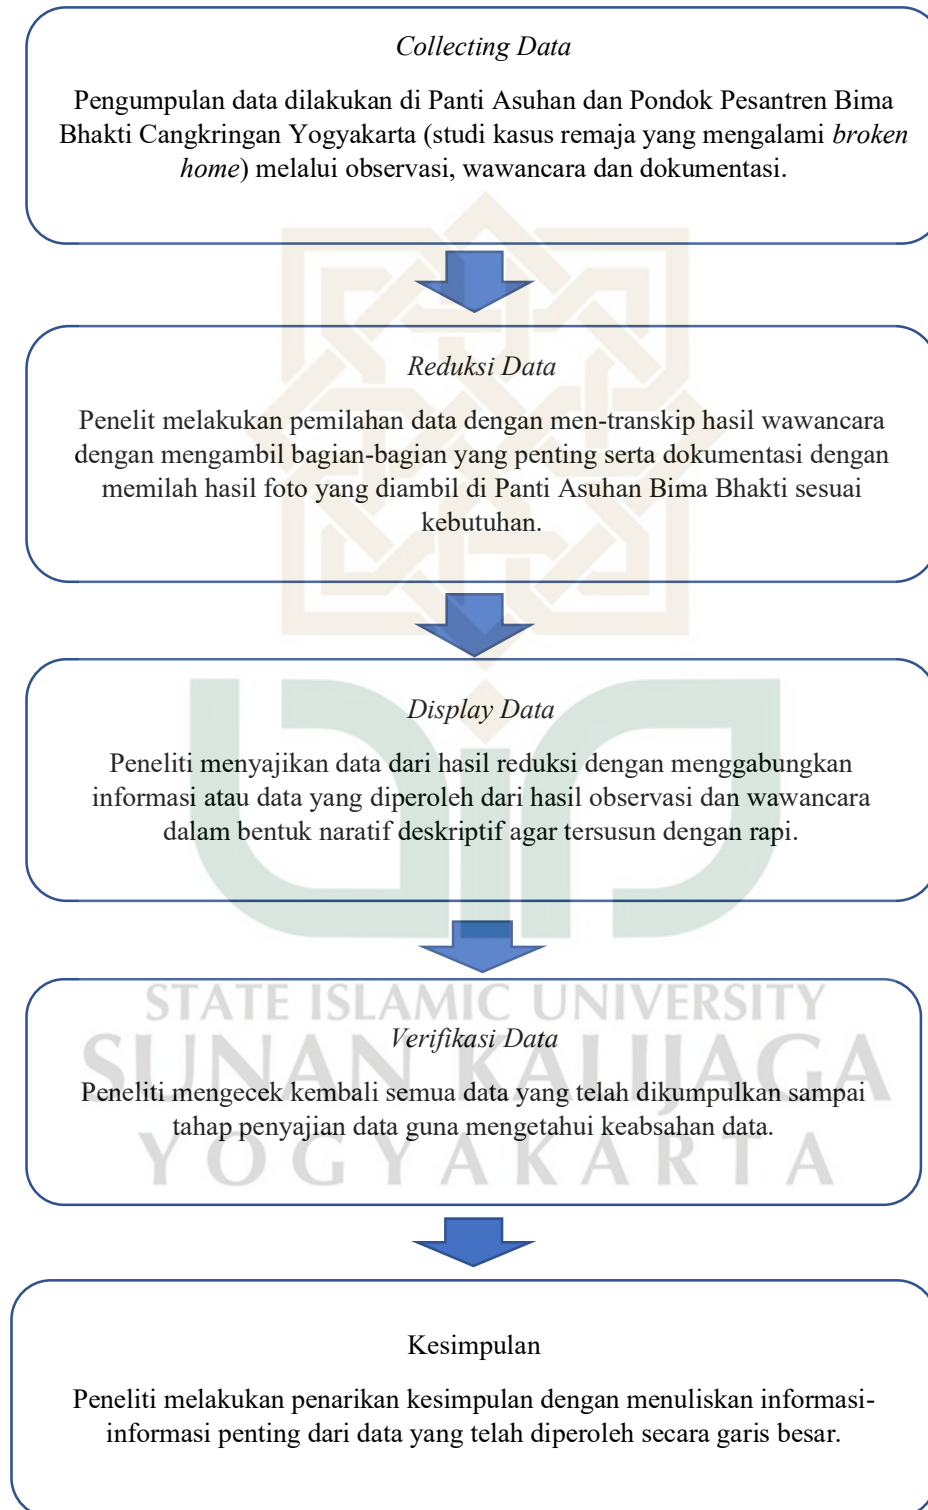 Collecting Data
Pengumpulan data dilakukan di Panti Asuhan dan Pondok Pesantren Bima
Bhakti Cangkringan Yogyakarta (studi kasus remaja yang mengalami broken
home) melalui observasi, wawancara dan dokumentasi.
Reduksi Data
Penelit melakukan pemilahan data dengan men-transkip hasil wawancara
dengan mengambil bagian-bagian yang penting serta dokumentasi dengan
memilah hasil foto yang diambil di Panti Asuhan Bima Bhakti sesuai
kebutuhan.
Display Data
Peneliti menyajikan data dari hasil reduksi dengan menggabungkan
informasi atau data yang diperoleh dari hasil observasi dan wawancara
dalam bentuk naratif deskriptif agar tersusun dengan rapi.
STATE ISLAMIC UNIVERSITY
Verifikasi Data
SUNAN KALIJAGA
Peneliti mengecek kembali semua data yang telah dikumpulkan sampai
tahap penyajian data guna mengetahui keabsahan data.
YOGYAKARTA
Kesimpulan
Peneliti melakukan penarikan kesimpulan dengan menuliskan informasi-
informasi penting dari data yang telah diperoleh secara garis besar.